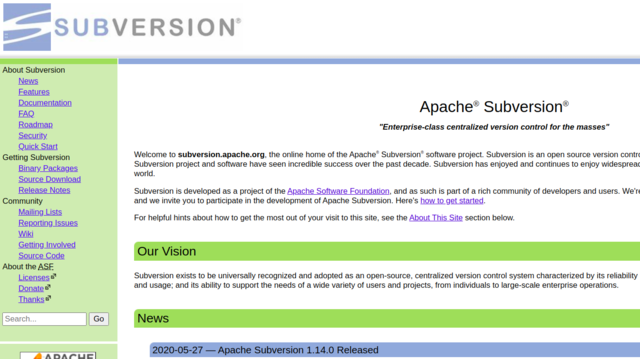 SUBVERSION®
About Subversion
News
Features
Documentation
FAQ
Roadmap
Security
Quick Start
Getting Subversion
Binary Packages
Source Download
Release Notes
Community
Mailing Lists
Reporting Issues
Wiki
Getting Involved
Source Code
About the ASF
Licenses
Donate
Thanks
Search...
Go
APACHE
Apache® Subversion®
"Enterprise-class centralized version control for the masses"
Welcome to subversion.apache.org, the online home of the Apache® Subversion® software project. Subversion is an open source version contr
Subversion project and software have seen incredible success over the past decade. Subversion has enjoyed and continues to enjoy widesprea
world.
Subversion is developed as a project of the Apache Software Foundation, and as such is part of a rich community of developers and users. We're
and we invite you to participate in the development of Apache Subversion. Here's how to get started.
For helpful hints about how to get the most out of your visit to this site, see the About This Site section below.
Our Vision
Subversion exists to be universally recognized and adopted as an open-source, centralized version control system characterized by its reliability
and usage; and its ability to support the needs of a wide variety of users and projects, from individuals to large-scale enterprise operations.
News
2020-05-27 — Apache Subversion 1.14.0 Released